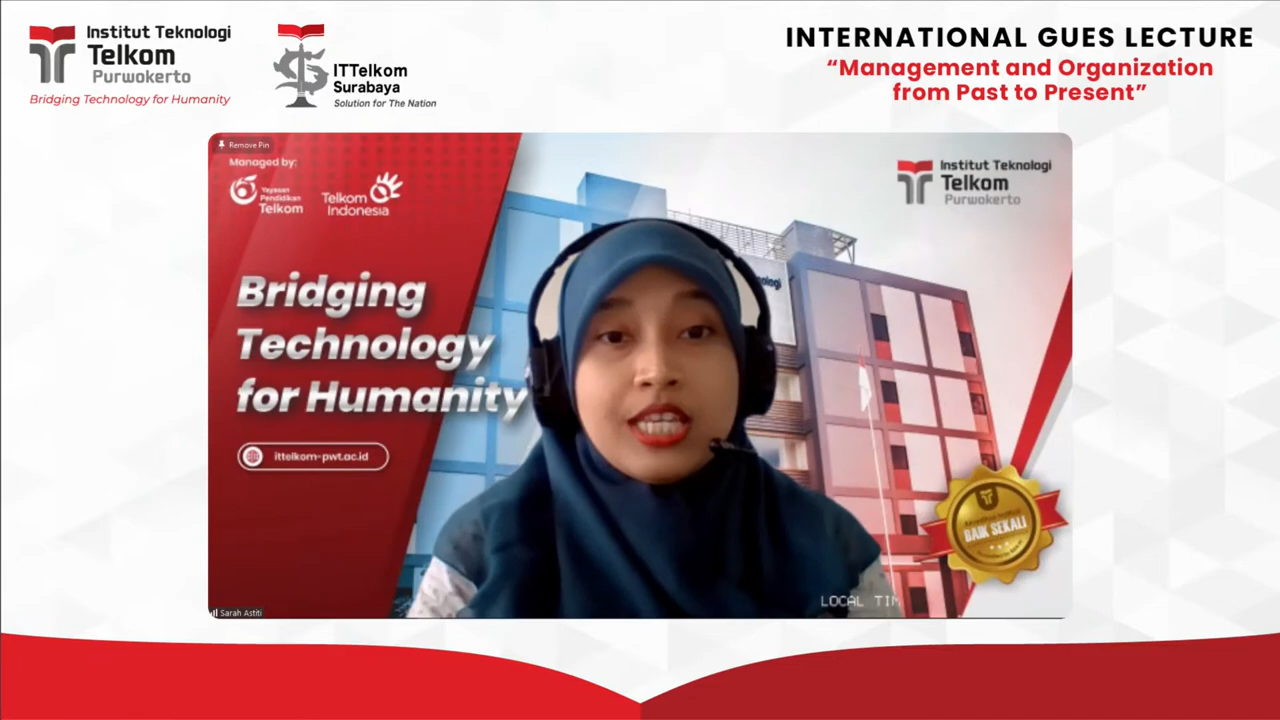 Institut Teknologi
Telkom
Purwokerto
Bridging Technology for Humanity
ITTelkom
Surabaya
Solution for The Nation
INTERNATIONAL GUES LECTURE
“Management and Organization
from Past to Present”
Remove Pin
Managed by:
Yayasan
Pendidikan
Telkom
Telkom
Indonesia
Institut Teknologi
Telkom
Purwokerto
Bridging
Technology
for Humanity
ittelkom-pwt.ac.id
nologi
BAIK SEKALI
LOCAL TIM
Sarah Astiti